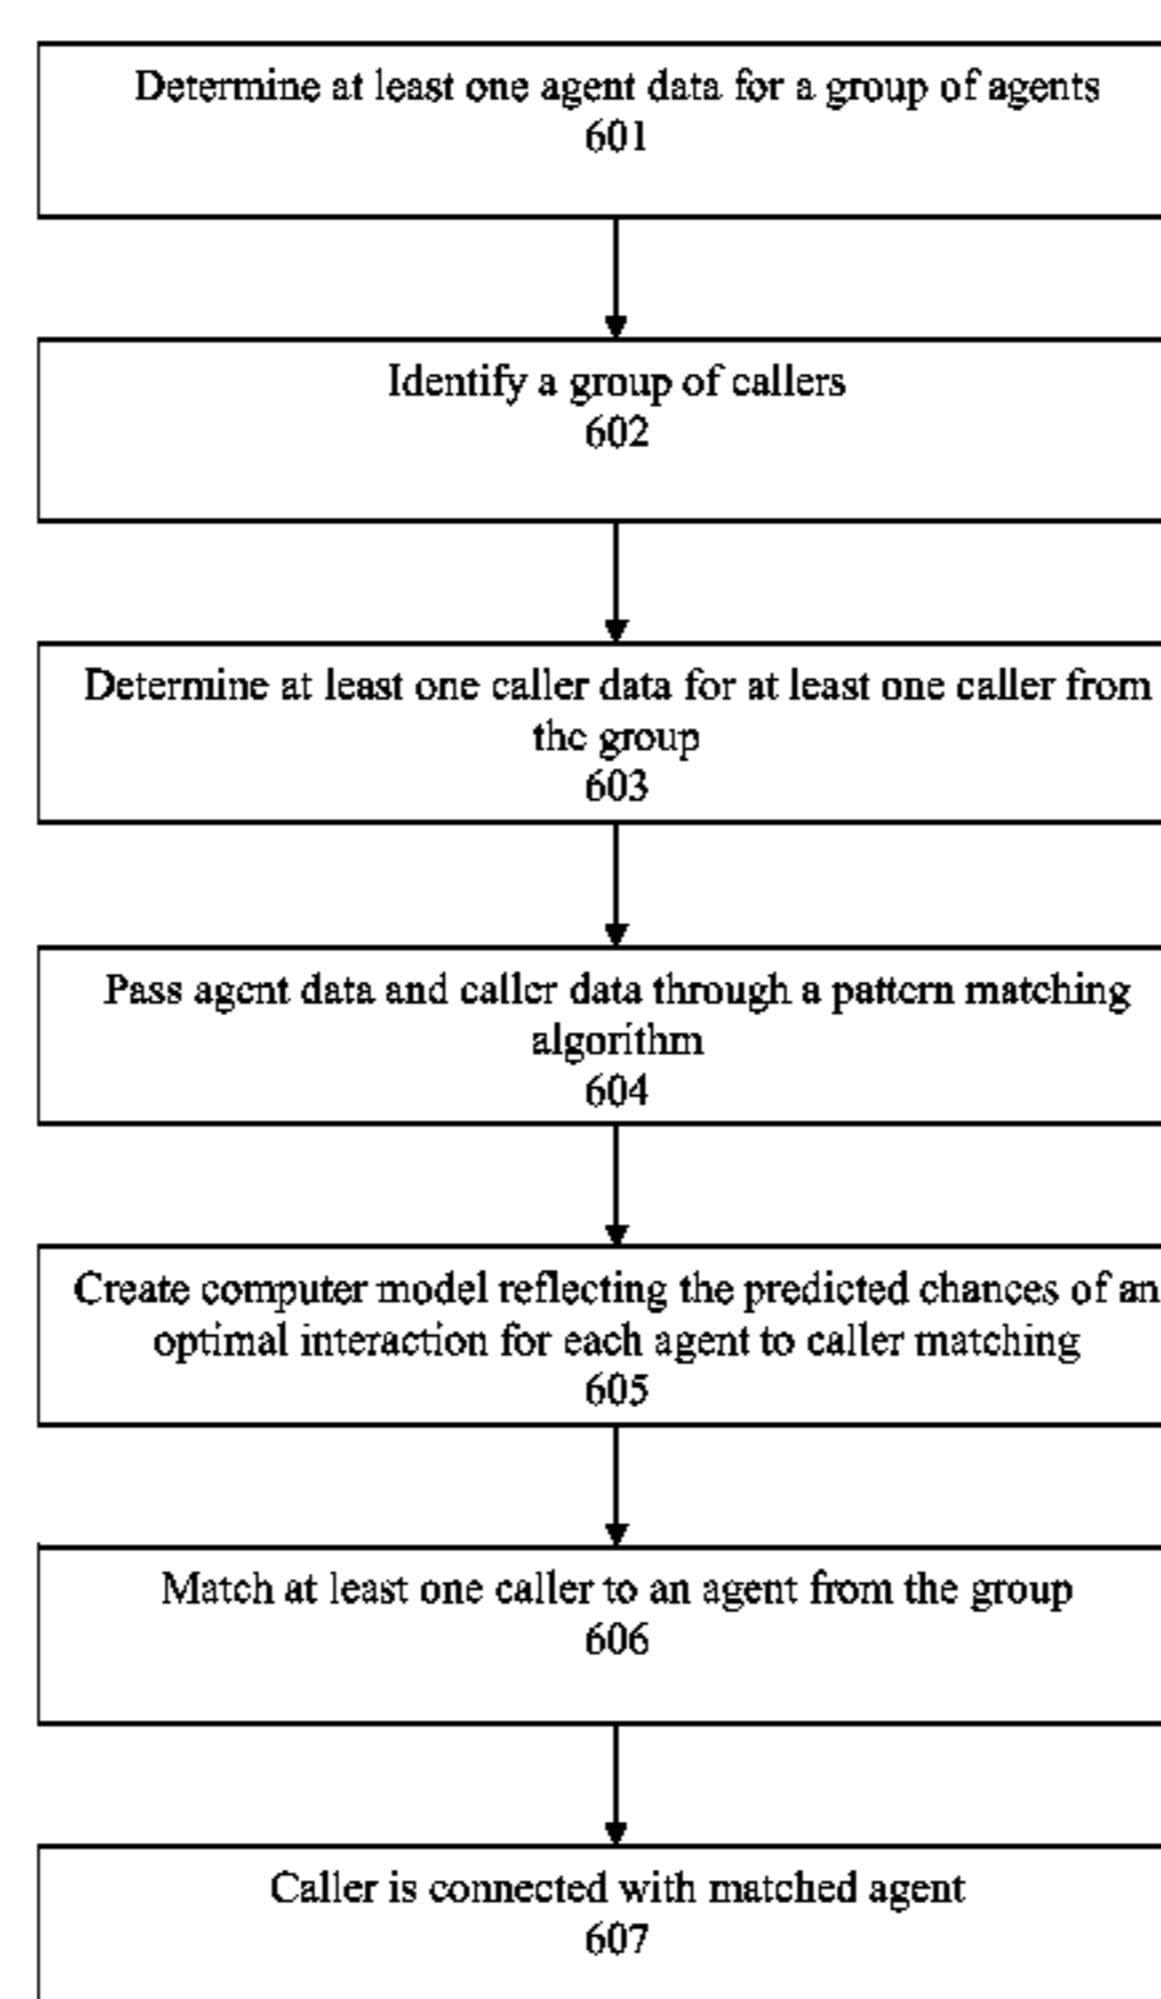 Determine at least one agent data for a group of agents
601
Identify a group of callers
602
Determine at least one caller data for at least one caller from
the group
603
Pass agent data and caller data through a pattern matching
algorithm
604
Create computer model reflecting the predicted chances of an
optimal interaction for each agent to caller matching
605
Match at least one caller to an agent from the group
606
Caller is connected with matched agent
607